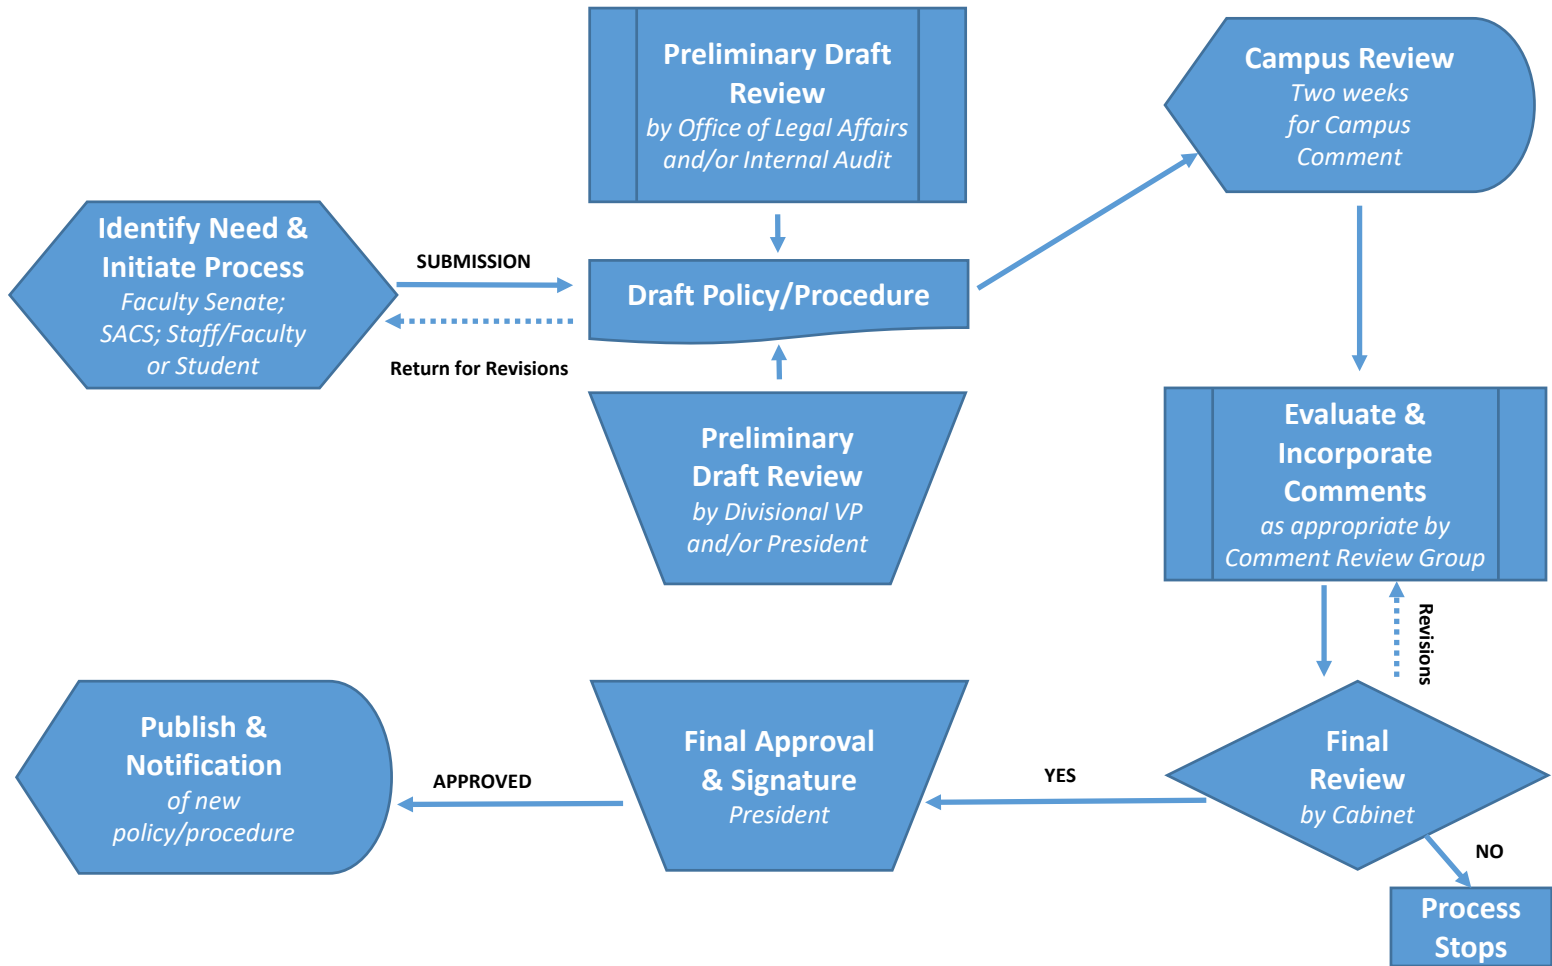 Preliminary Draft
Review
by Office of Legal Affairs
and/or Internal Audit
Campus Review
Two weeks
for Campus
Comment
Identify Need &
Initiate Process
Faculty Senate;
SACS; Staff/Faculty
or Student
SUBMISSION
Return for Revisions
Draft Policy/Procedure
Preliminary
Draft Review
by Divisional VP
and/or President
Evaluate &
Incorporate
Comments
as appropriate by
Comment Review Group
Revisions
Final
Review
by Cabinet
NO
Process
Stops
YES
Final Approval
& Signature
President
APPROVED
Publish &
Notification
of new
policy/procedure